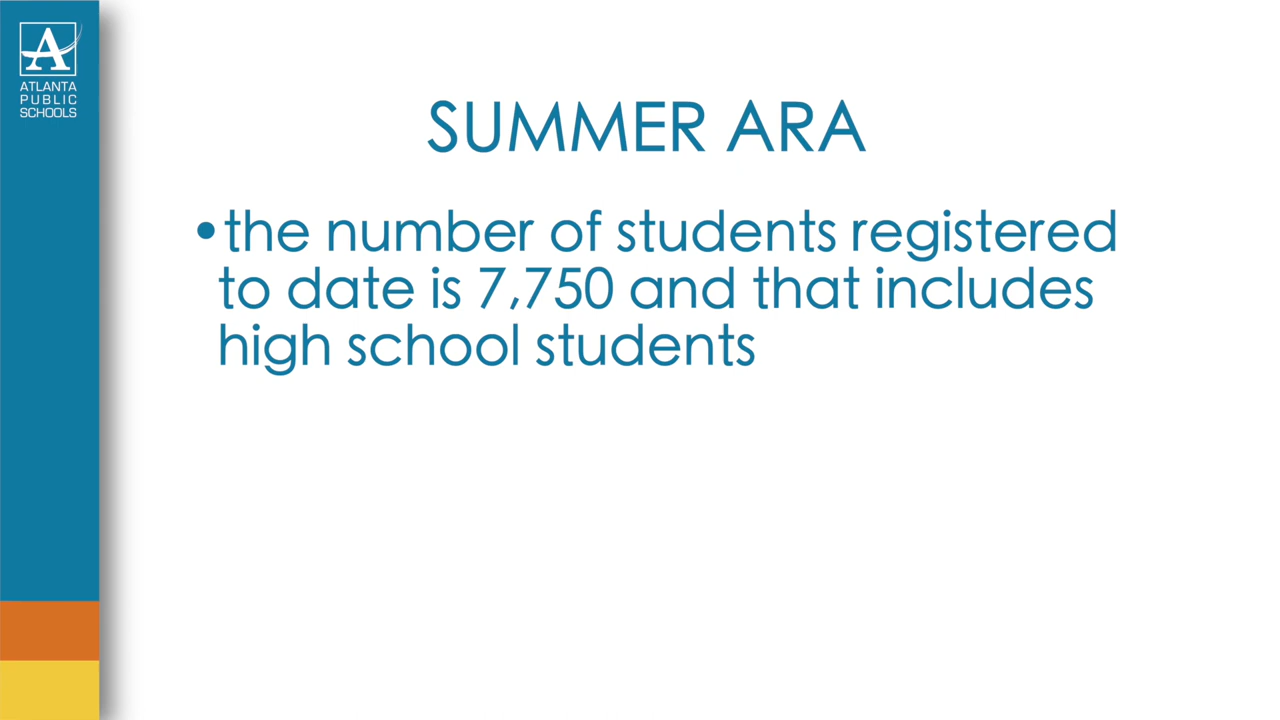 ATLANTA
PUBLIC
SCHOOLS
SUMMER ARA
•the number of students registered
to date is 7,750 and that includes
high school students